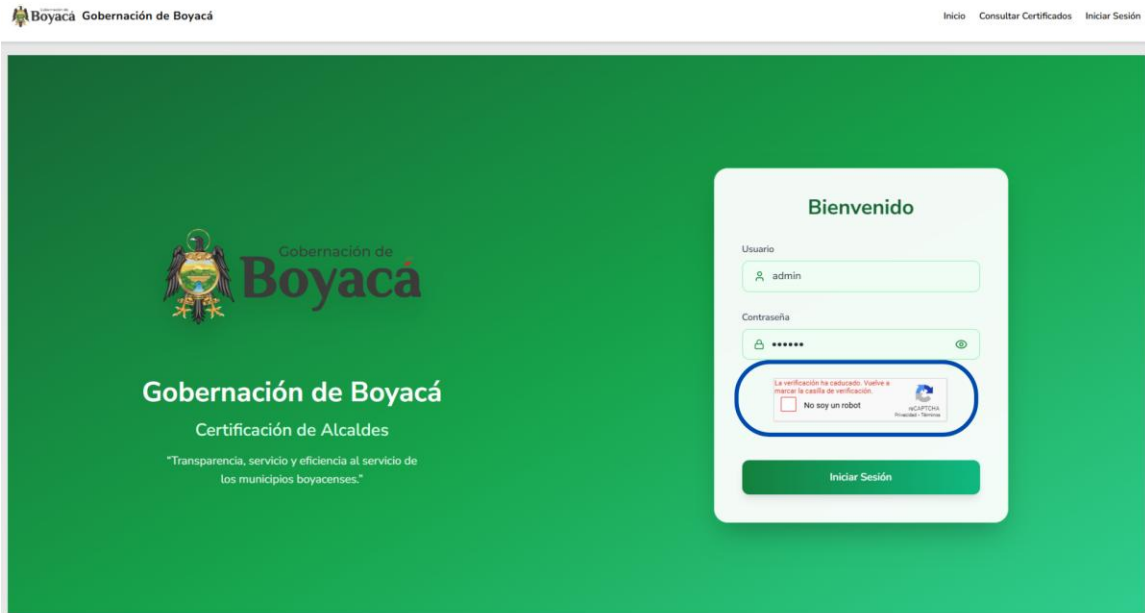 Gobernación de
Boyacá Gobernación de Boyacá
Inicio Consultar Certificados Iniciar Sesión
Gobernación de
Boyacá
Gobernación de Boyacá
Certificación de Alcaldes
"Transparencia, servicio y eficiencia al servicio de
los municipios boyacenses."
Bienvenido
Usuario
admin
Contraseña
••••••
La verificación ha caducado. Vuelve a
marcar la casilla de verificación.
No soy un robot
reCAPTCHA
Privacidad - Términos
Iniciar Sesión